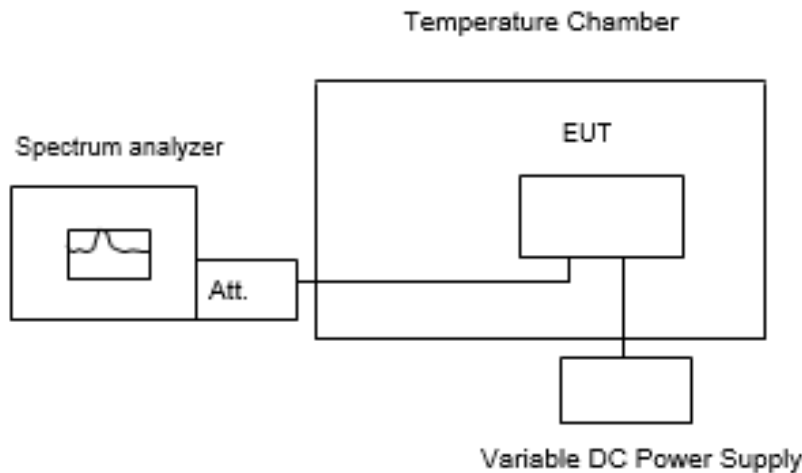 Temperature Chamber
EUT
Spectrum analyzer
Att.
Variable DC Power Supply